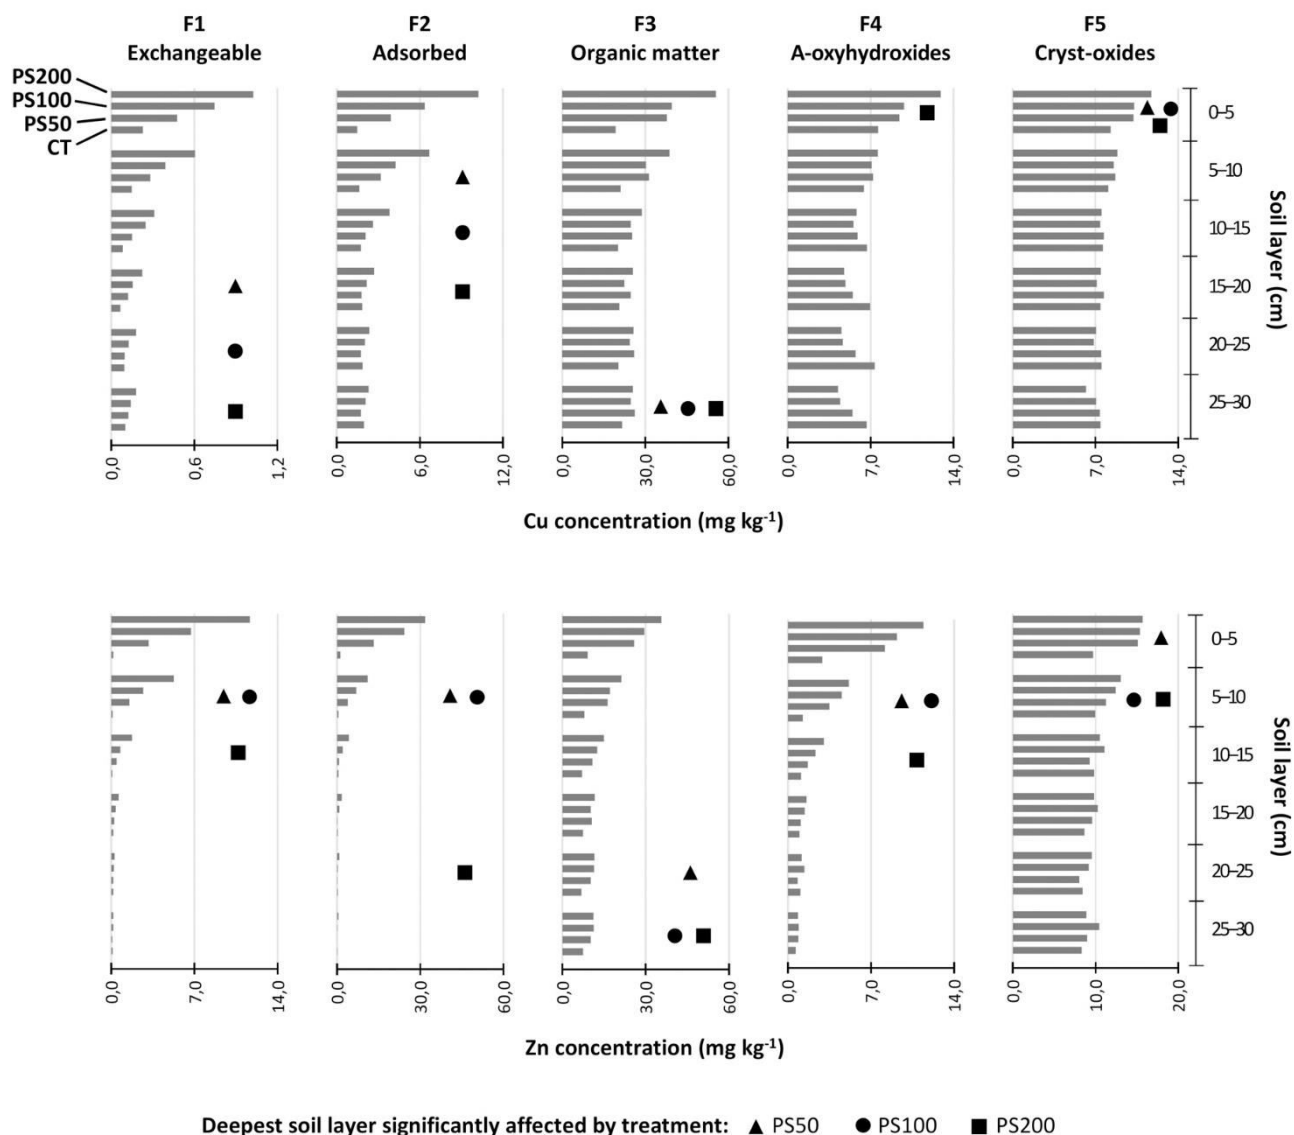 F1 F2 F3 F4 F5
Exchangeable Adsorbed Organic matter A-oxyhydroxides Cryst-oxides
PS200
PS100
PS50
CT
0–5
5–10
10–15
15–20
20–25
25–30
Soil layer (cm)
0,0 0,6 1,2 0,0 6,0 12,0 0,0 30,0 60,0 0,0 7,0 14,0 0,0 7,0 14,0
Cu concentration (mg kg⁻¹)
0–5
5–10
10–15
15–20
20–25
25–30
Soil layer (cm)
0,0 7,0 14,0 0,0 30,0 60,0 0,0 30,0 60,0 0,0 7,0 14,0 0,0 10,0 20,0
Zn concentration (mg kg⁻¹)
Deepest soil layer significantly affected by treatment: ▲ PS50 ● PS100 ■ PS200